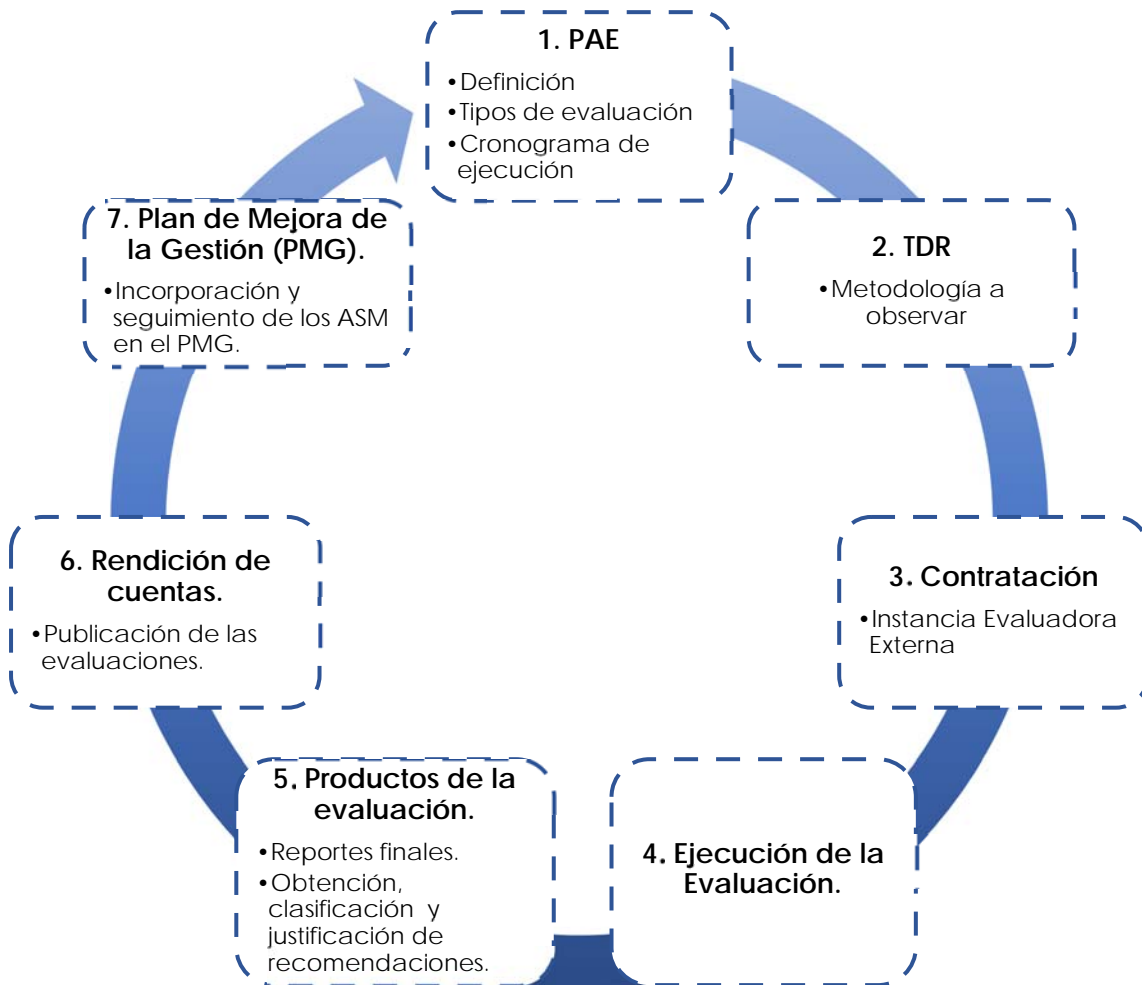 1. PAE
•Definición
•Tipos de evaluación
•Cronograma de
ejecución
2. TDR
•Metodología a
observar
3. Contratación
•Instancia Evaluadora
Externa
4. Ejecución de la
Evaluación.
5. Productos de la
evaluación.
•Reportes finales.
•Obtención,
clasificación y
justificación de
recomendaciones.
6. Rendición de
cuentas.
•Publicación de las
evaluaciones.
7. Plan de Mejora de
la Gestión (PMG).
•Incorporación y
seguimiento de los ASM
en el PMG.